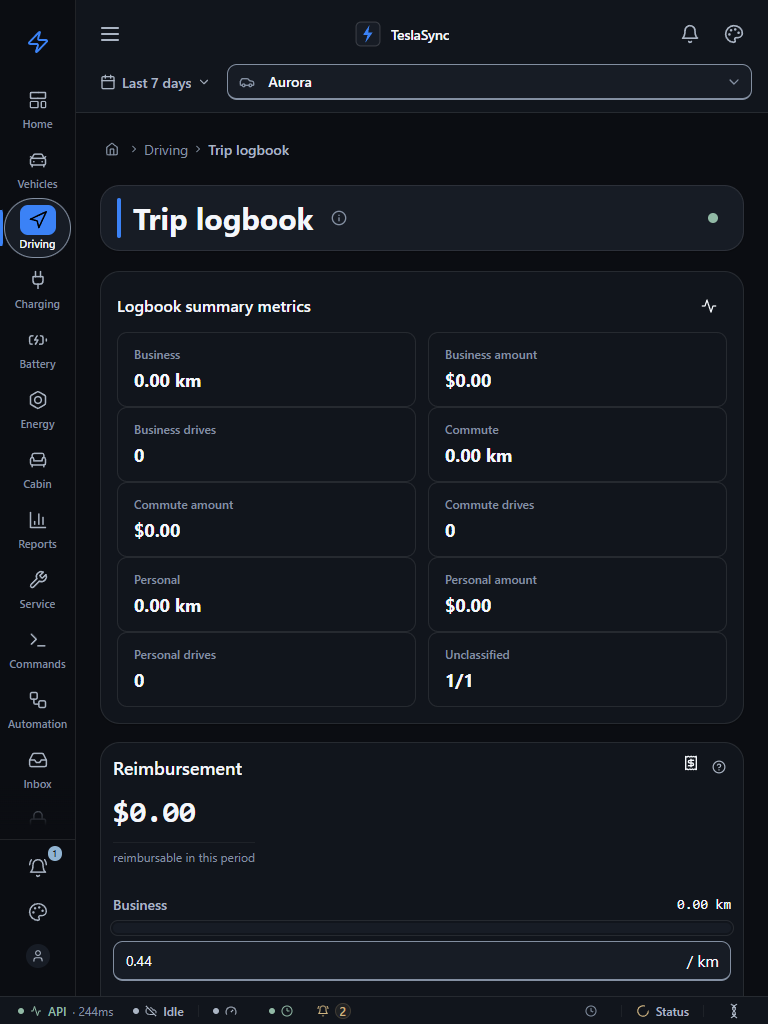 TeslaSync
Last 7 days
Aurora
Home
Vehicles
Driving
Charging
Battery
Energy
Cabin
Reports
Service
Commands
Automation
Inbox
1
Driving
Trip logbook
Trip logbook
Logbook summary metrics
Business
0.00 km
Business amount
$0.00
Business drives
0
Commute
0.00 km
Commute amount
$0.00
Commute drives
0
Personal
0.00 km
Personal amount
$0.00
Personal drives
0
Unclassified
1/1
Reimbursement
$0.00
reimbursable in this period
Business
0.00 km
0.44
/ km
API · 244ms
Idle
2
Status